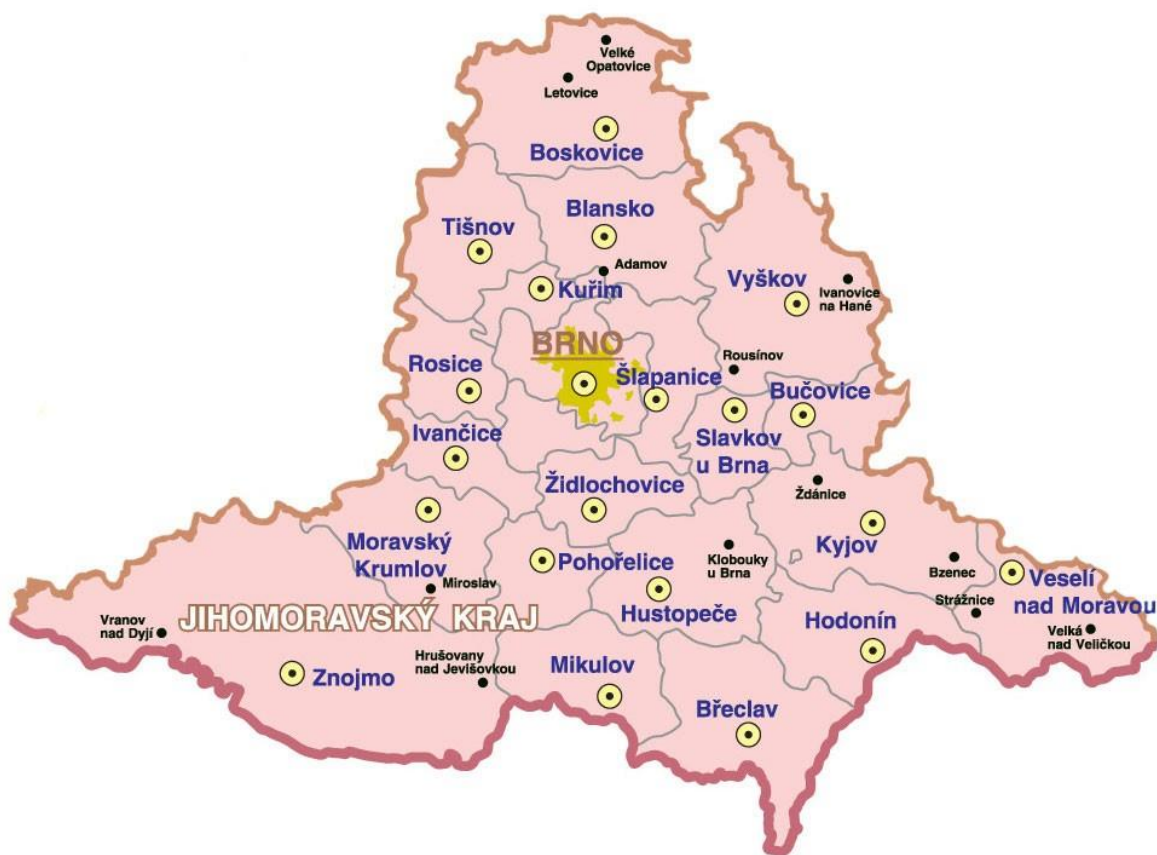 Velké
Opatovice
Letovice
Boskovice
Blansko
Tišnov
Adamov
Kuřim
Vyškov
Ivanovice
na Hané
BRNO
Rousínov
Rosice
Šlapanice
Bučovice
Ivančice
Slavkov
u Brna
Židlochovice
Ždánice
Moravský
Krumlov
Pohořelice
Klobouky
u Brna
Kyjov
Bzenec
Veselí
nad Moravou
Miroslav
Hustopeče
Strážnice
JIHOMORAVSKÝ KRAJ
Hodonín
Vranov
nad Dyjí
Velká
nad Veličkou
Hrušovany
nad Jevišovkou
Mikulov
Znojmo
Břeclav